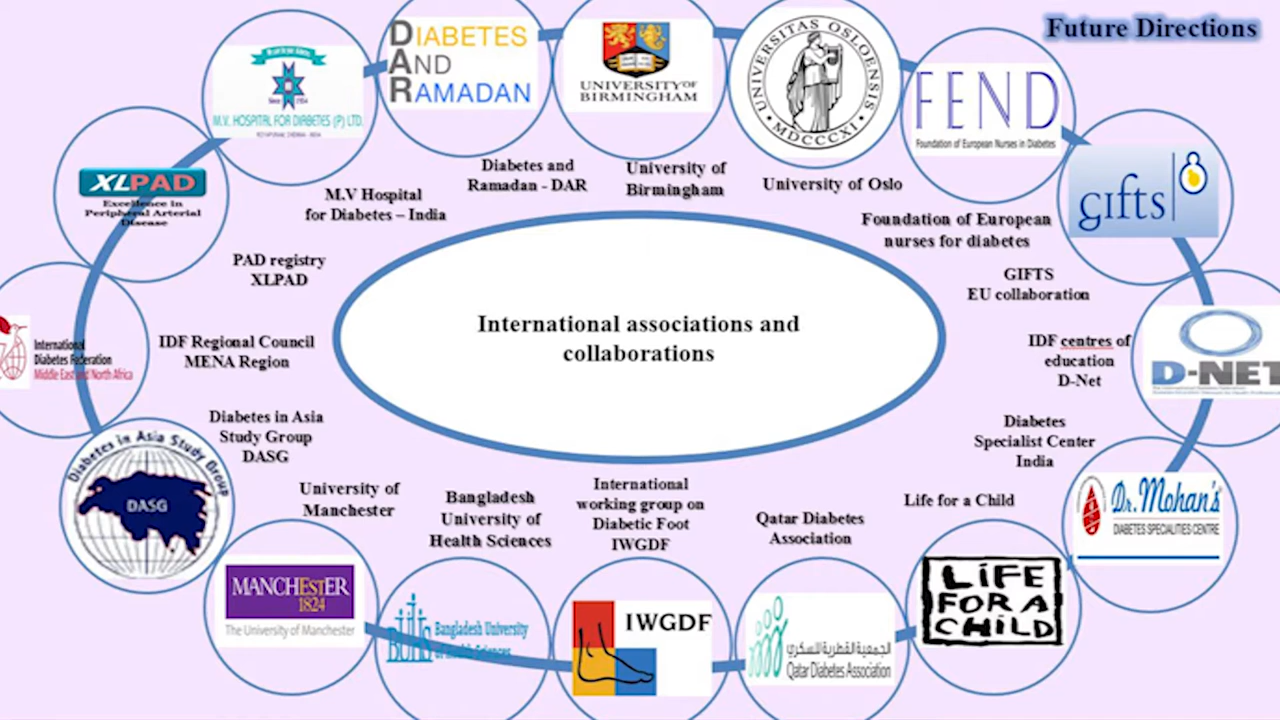 Future Directions
DIABETES
AND
RAMADAN
UNIVERSITY OF
BIRMINGHAM
UNIVERSITAS OSLOENSIS
MDCCCXI
FEND
Foundation of European Nurses in Diabetes
Since 1954
M.V. HOSPITAL FOR DIABETES (P) LTD.
gifts
XLPAD
Excellence in
Peripheral Arterial
Disease
Diabetes and
Ramadan - DAR
University of
Birmingham
University of Oslo
M.V Hospital
for Diabetes – India
Foundation of European
nurses for diabetes
PAD registry
XLPAD
GIFTS
EU collaboration
International
Diabetes Federation
Middle East and North Africa
IDF Regional Council
MENA Region
International associations and
collaborations
IDF centres of
education
D-Net
D-NET
Diabetes in Asia
Study Group
DASG
Diabetes
Specialist Center
India
Diabetes in Asia Study Group
DASG
University of
Manchester
Bangladesh
University of
Health Sciences
International
working group on
Diabetic Foot
IWGDF
Qatar Diabetes
Association
Life for a Child
Dr. Mohan's
DIABETES SPECIALITIES CENTRE
MANCHESTER
1824
The University of Manchester
BUHS
Bangladesh University
of Health Sciences
IWGDF
الجمعية القطرية للسكري
Qatar Diabetes Association
LIFE
FOR A
CHILD